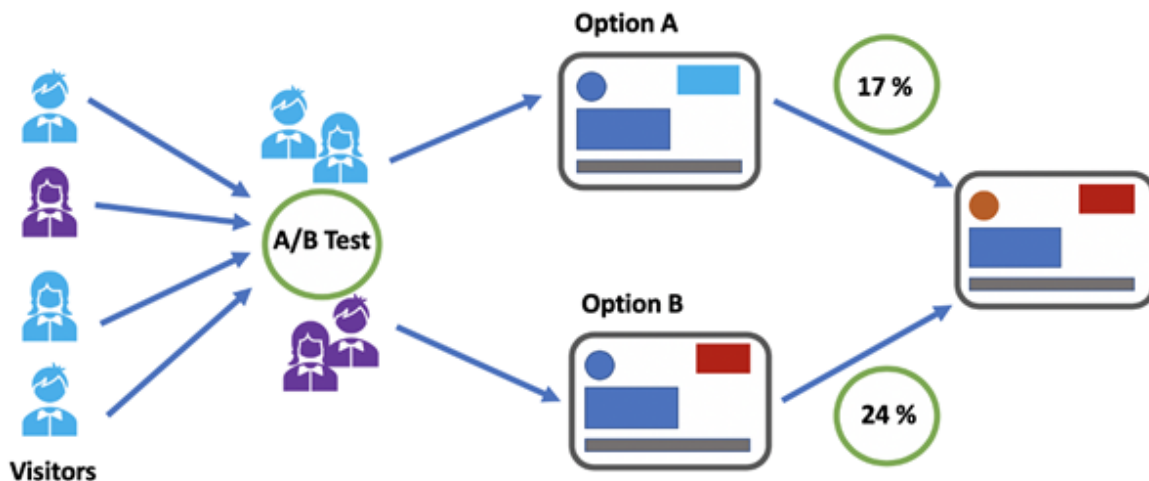 Option A
17 %
A/B Test
Option B
24 %
Visitors